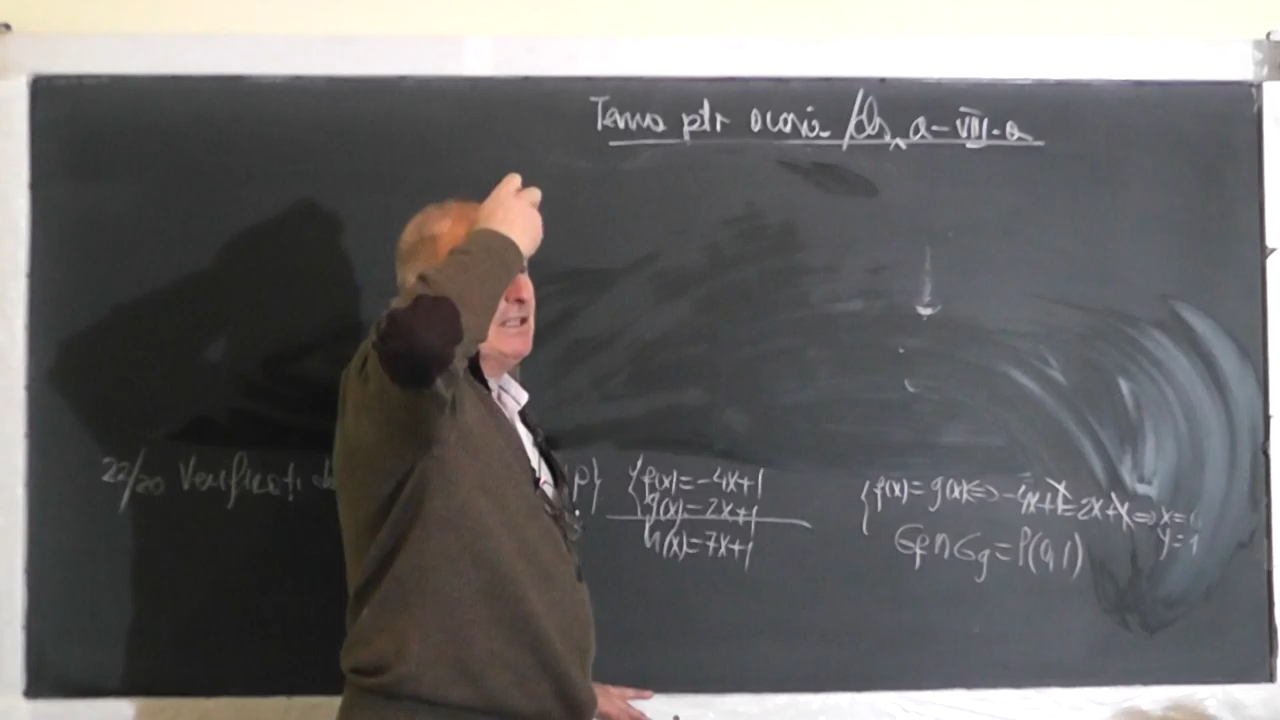 Tema ptr acasă /cls, a-VIII-a
22/20 Verificați
P}
{f(x)=-4x+1
g(x)=2x+1
h(x)=7x+1
{f(x)=g(x)⇔-4x+1=2x+1⇒x=0
y=1
Gf∩Gg=P(0,1)